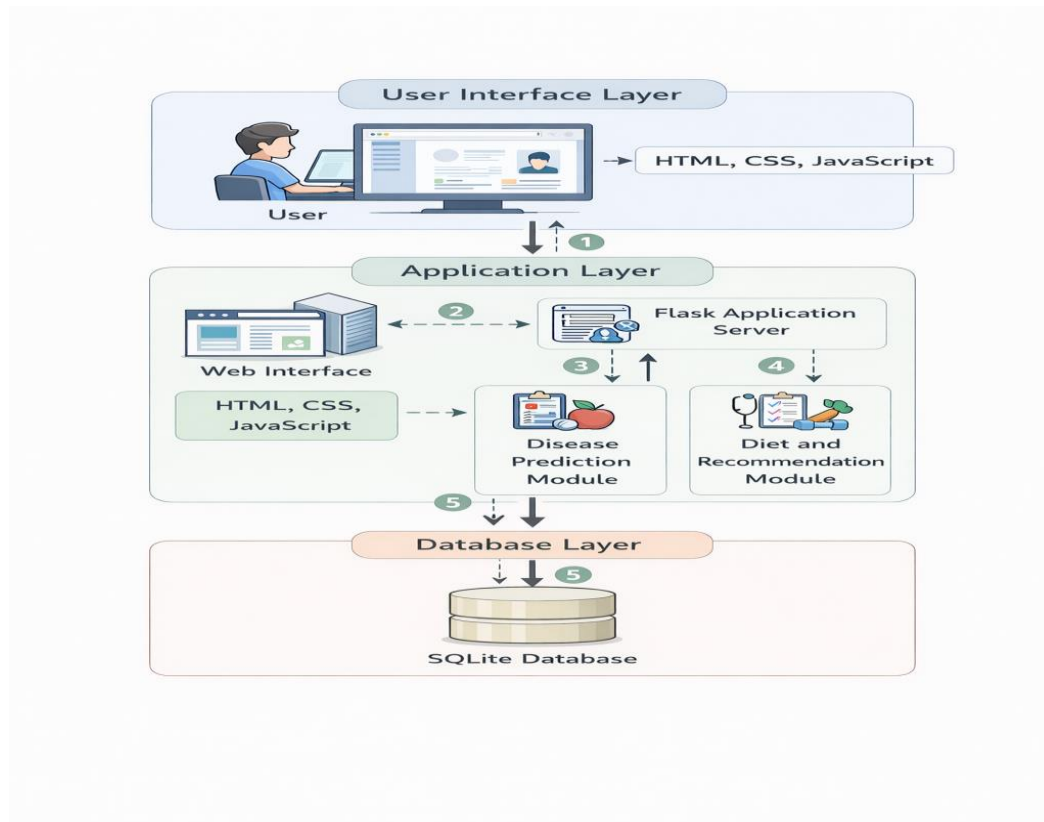 User Interface Layer
HTML, CSS, JavaScript
User
1
Application Layer
2
Flask Application
Server
Web Interface
3
4
HTML, CSS,
JavaScript
Disease
Prediction
Module
Diet and
Recommendation
Module
5
Database Layer
5
SQLite Database